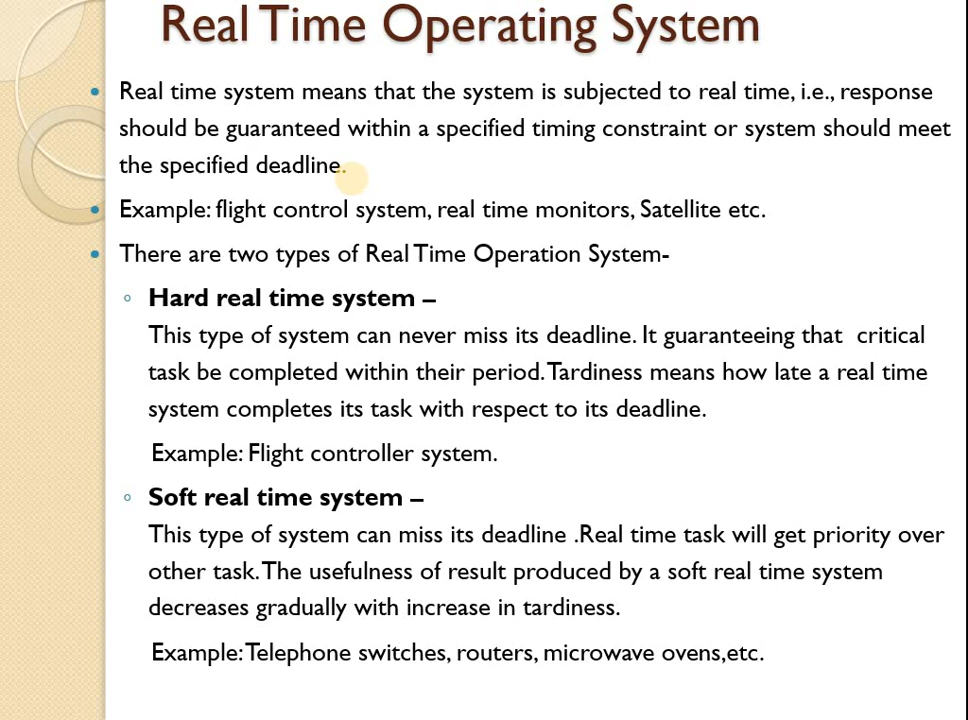 Real Time Operating System
• Real time system means that the system is subjected to real time, i.e., response
should be guaranteed within a specified timing constraint or system should meet
the specified deadline.
• Example: flight control system, real time monitors, Satellite etc.
• There are two types of Real Time Operation System-
◦ Hard real time system –
This type of system can never miss its deadline. It guaranteeing that critical
task be completed within their period. Tardiness means how late a real time
system completes its task with respect to its deadline.
Example: Flight controller system.
◦ Soft real time system –
This type of system can miss its deadline .Real time task will get priority over
other task. The usefulness of result produced by a soft real time system
decreases gradually with increase in tardiness.
Example: Telephone switches, routers, microwave ovens,etc.